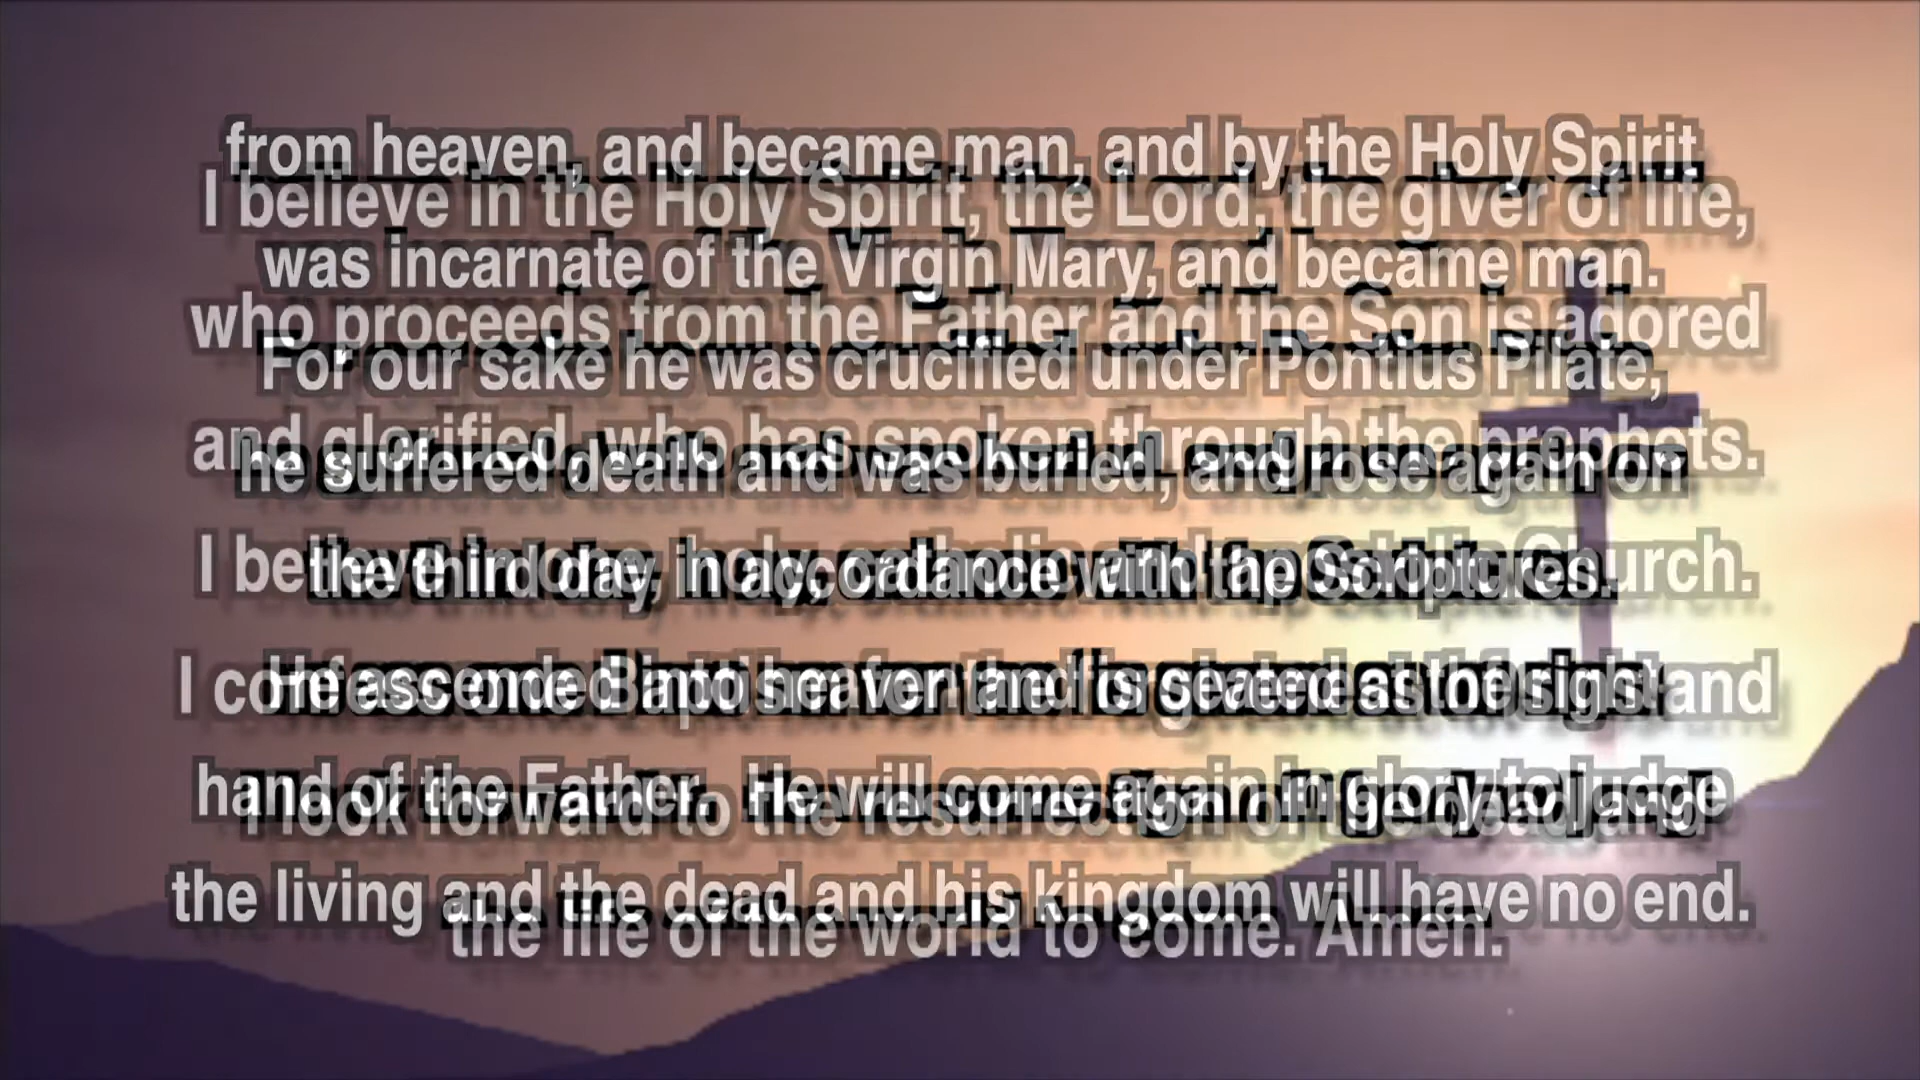 from heaven, and became man, and by the Holy Spirit
was incarnate of the Virgin Mary, and became man.
For our sake he was crucified under Pontius Pilate,
he suffered death and was buried, and rose again on
the third day, in accordance with the Scriptures.
He ascended into heaven and is seated at the right
hand of the Father. He will come again in glory to judge
the living and the dead and his kingdom will have no end.
I believe in the Holy Spirit, the Lord, the giver of life,
who proceeds from the Father and the Son is adored
and glorified, who has spoken through the prophets.
I believe in one, holy, catholic and apostolic Church.
I confess one Baptism for the forgiveness of sins and
I look forward to the resurrection of the dead and
the life of the world to come. Amen.